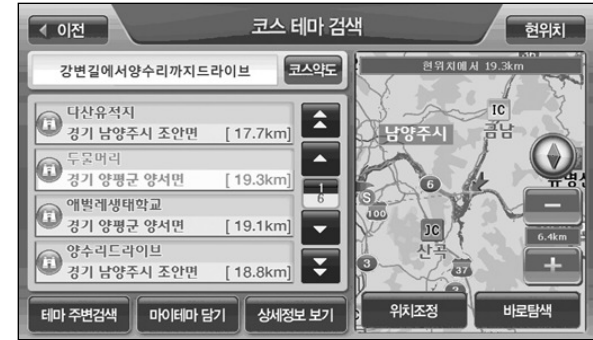 이전
코스 테마 검색
현위치
강변길에서양수리까지드라이브
코스약도
현위치에서 19.3km
다산유적지
경기 남양주시 조안면 [ 17.7km]
두물머리
경기 양평군 양서면 [ 19.3km]
애벌레생태학교
경기 양평군 양서면 [ 19.1km]
양수리드라이브
경기 남양주시 조안면 [ 18.8km]
1
6
IC
금남
남양주시
6
S
100
JC
산곡
3
37
유명산
6.4km
테마 주변검색
마이테마 담기
상세정보 보기
위치조정
바로탐색